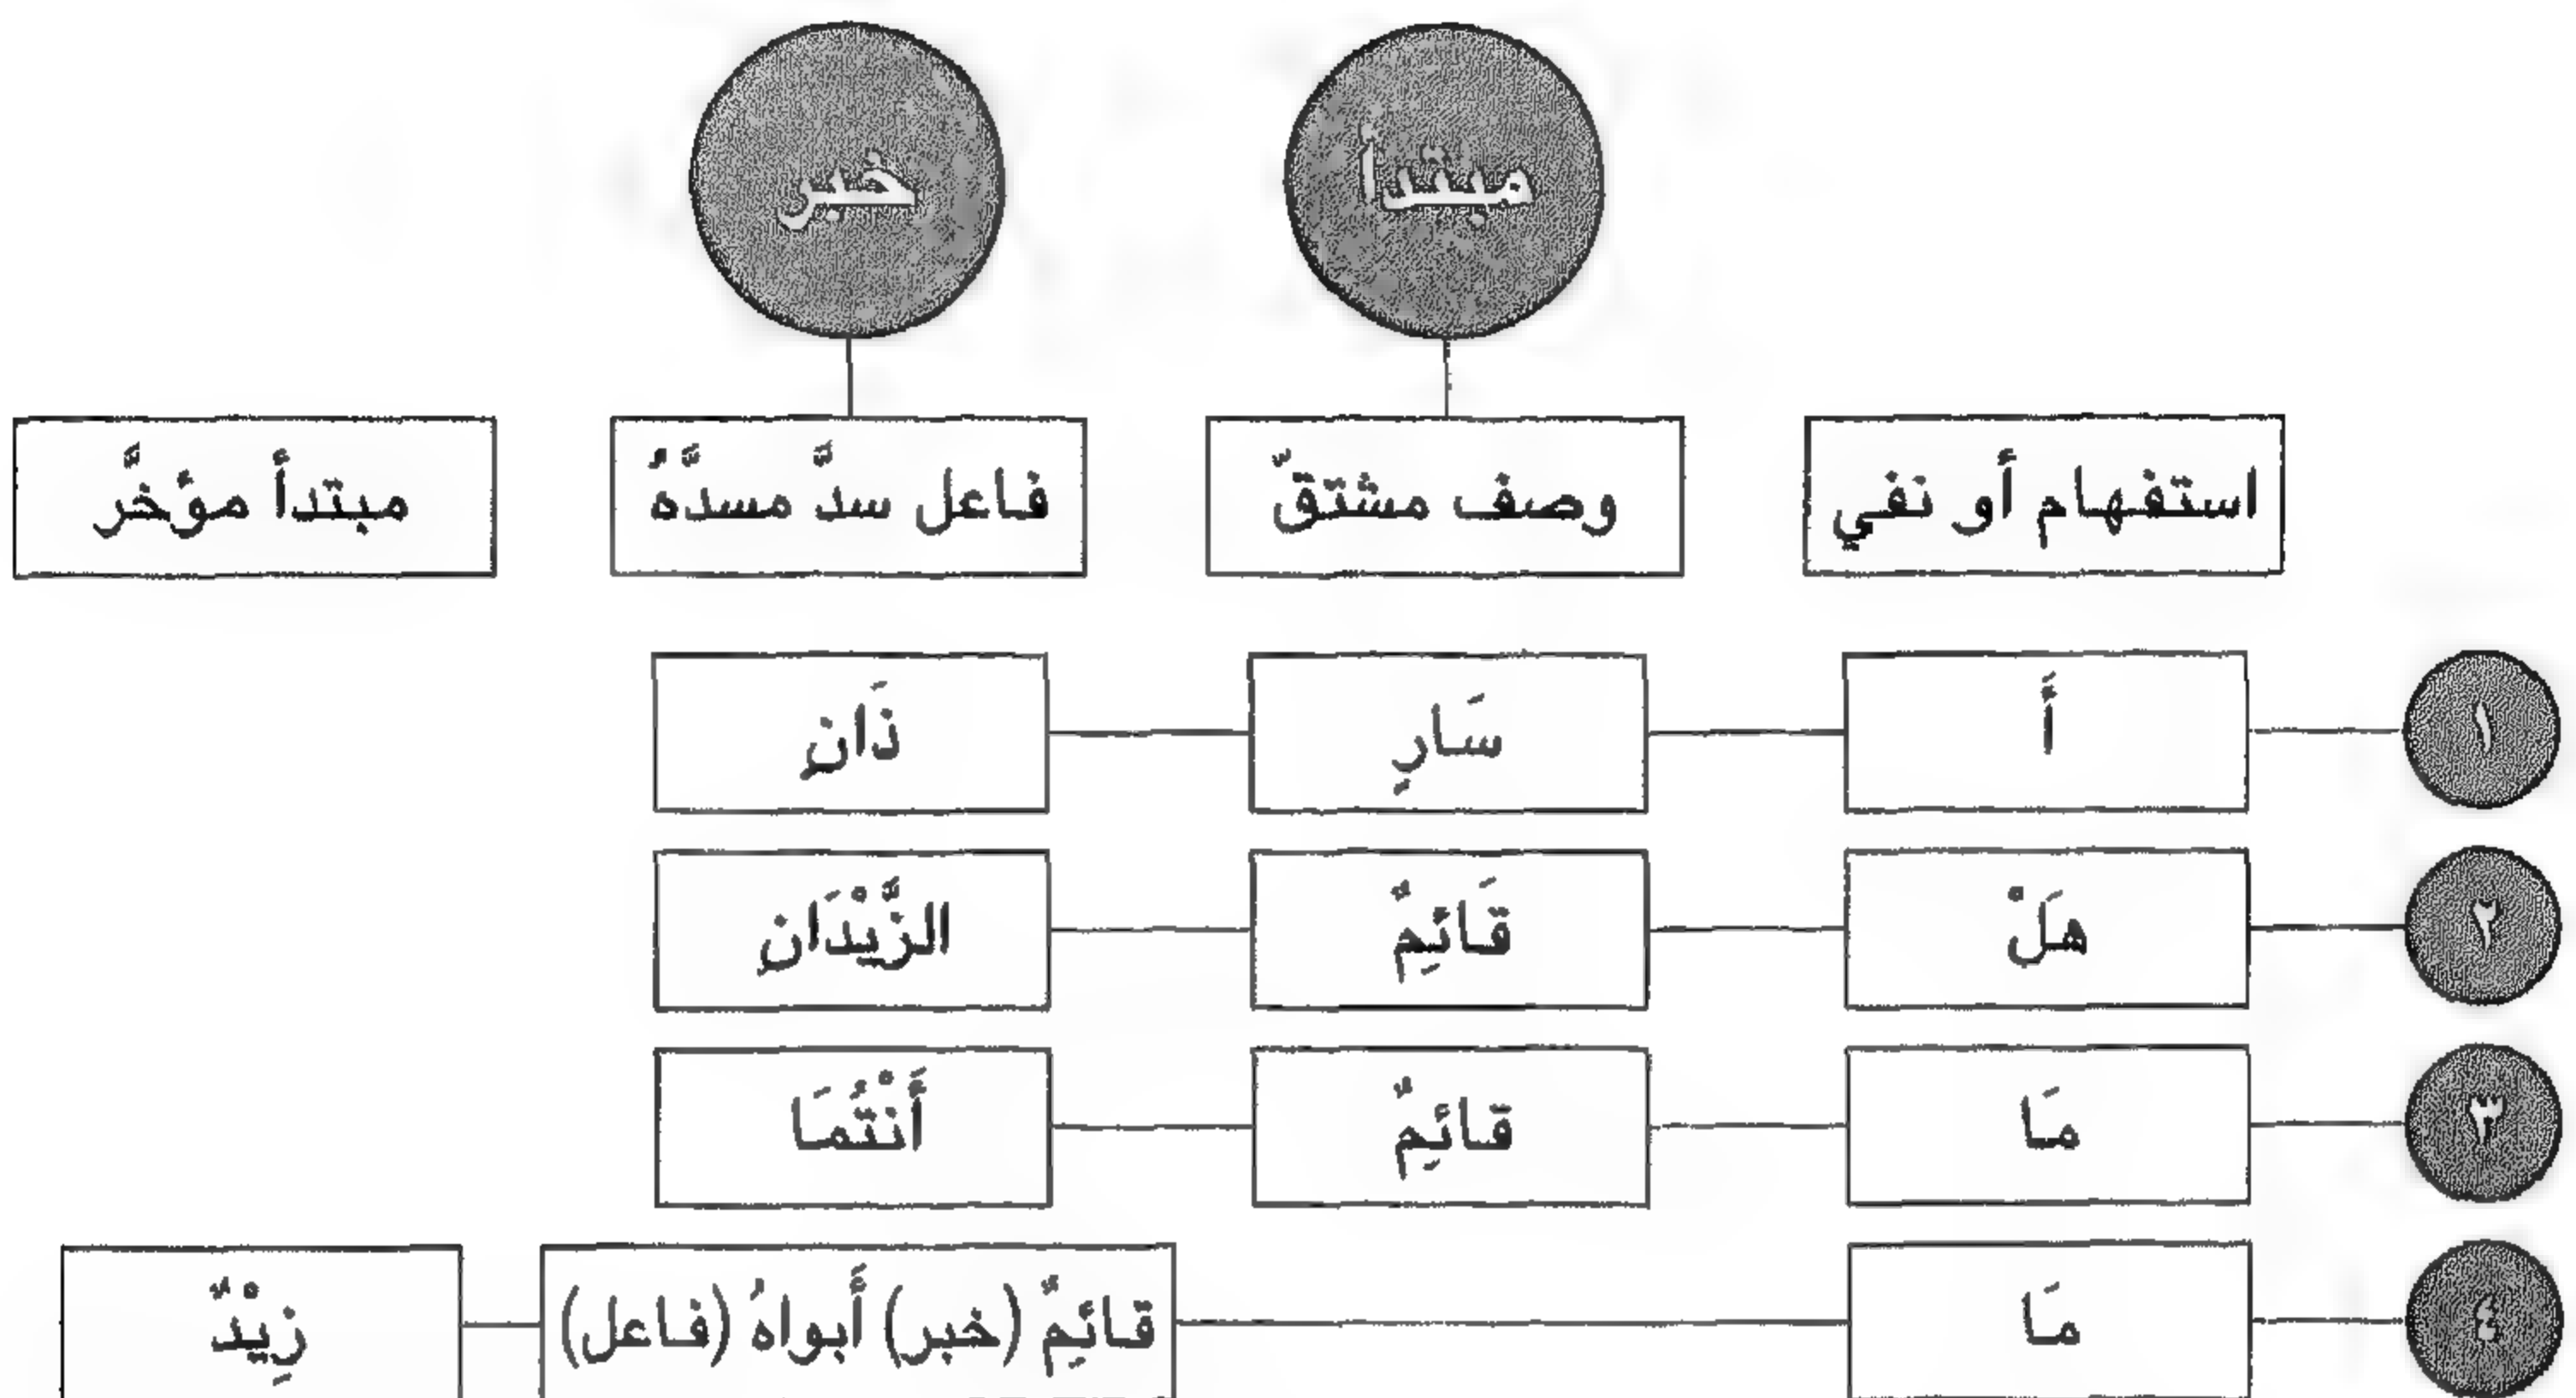 مبتدأ خبر
استفهام أو نفي وصف مشتقّ فاعل سدَّ مسدَّهُ مبتدأ مؤخَّر
١ أَ سَارٍ ذَانِ
٢ هَلْ قَائِمٌ الزَّيْدَانِ
٣ مَا قائِمٌ أَنْتُمَا
٤ مَا قائِمٌ (خبر) أَبواهُ (فاعل) زِيْدٌ